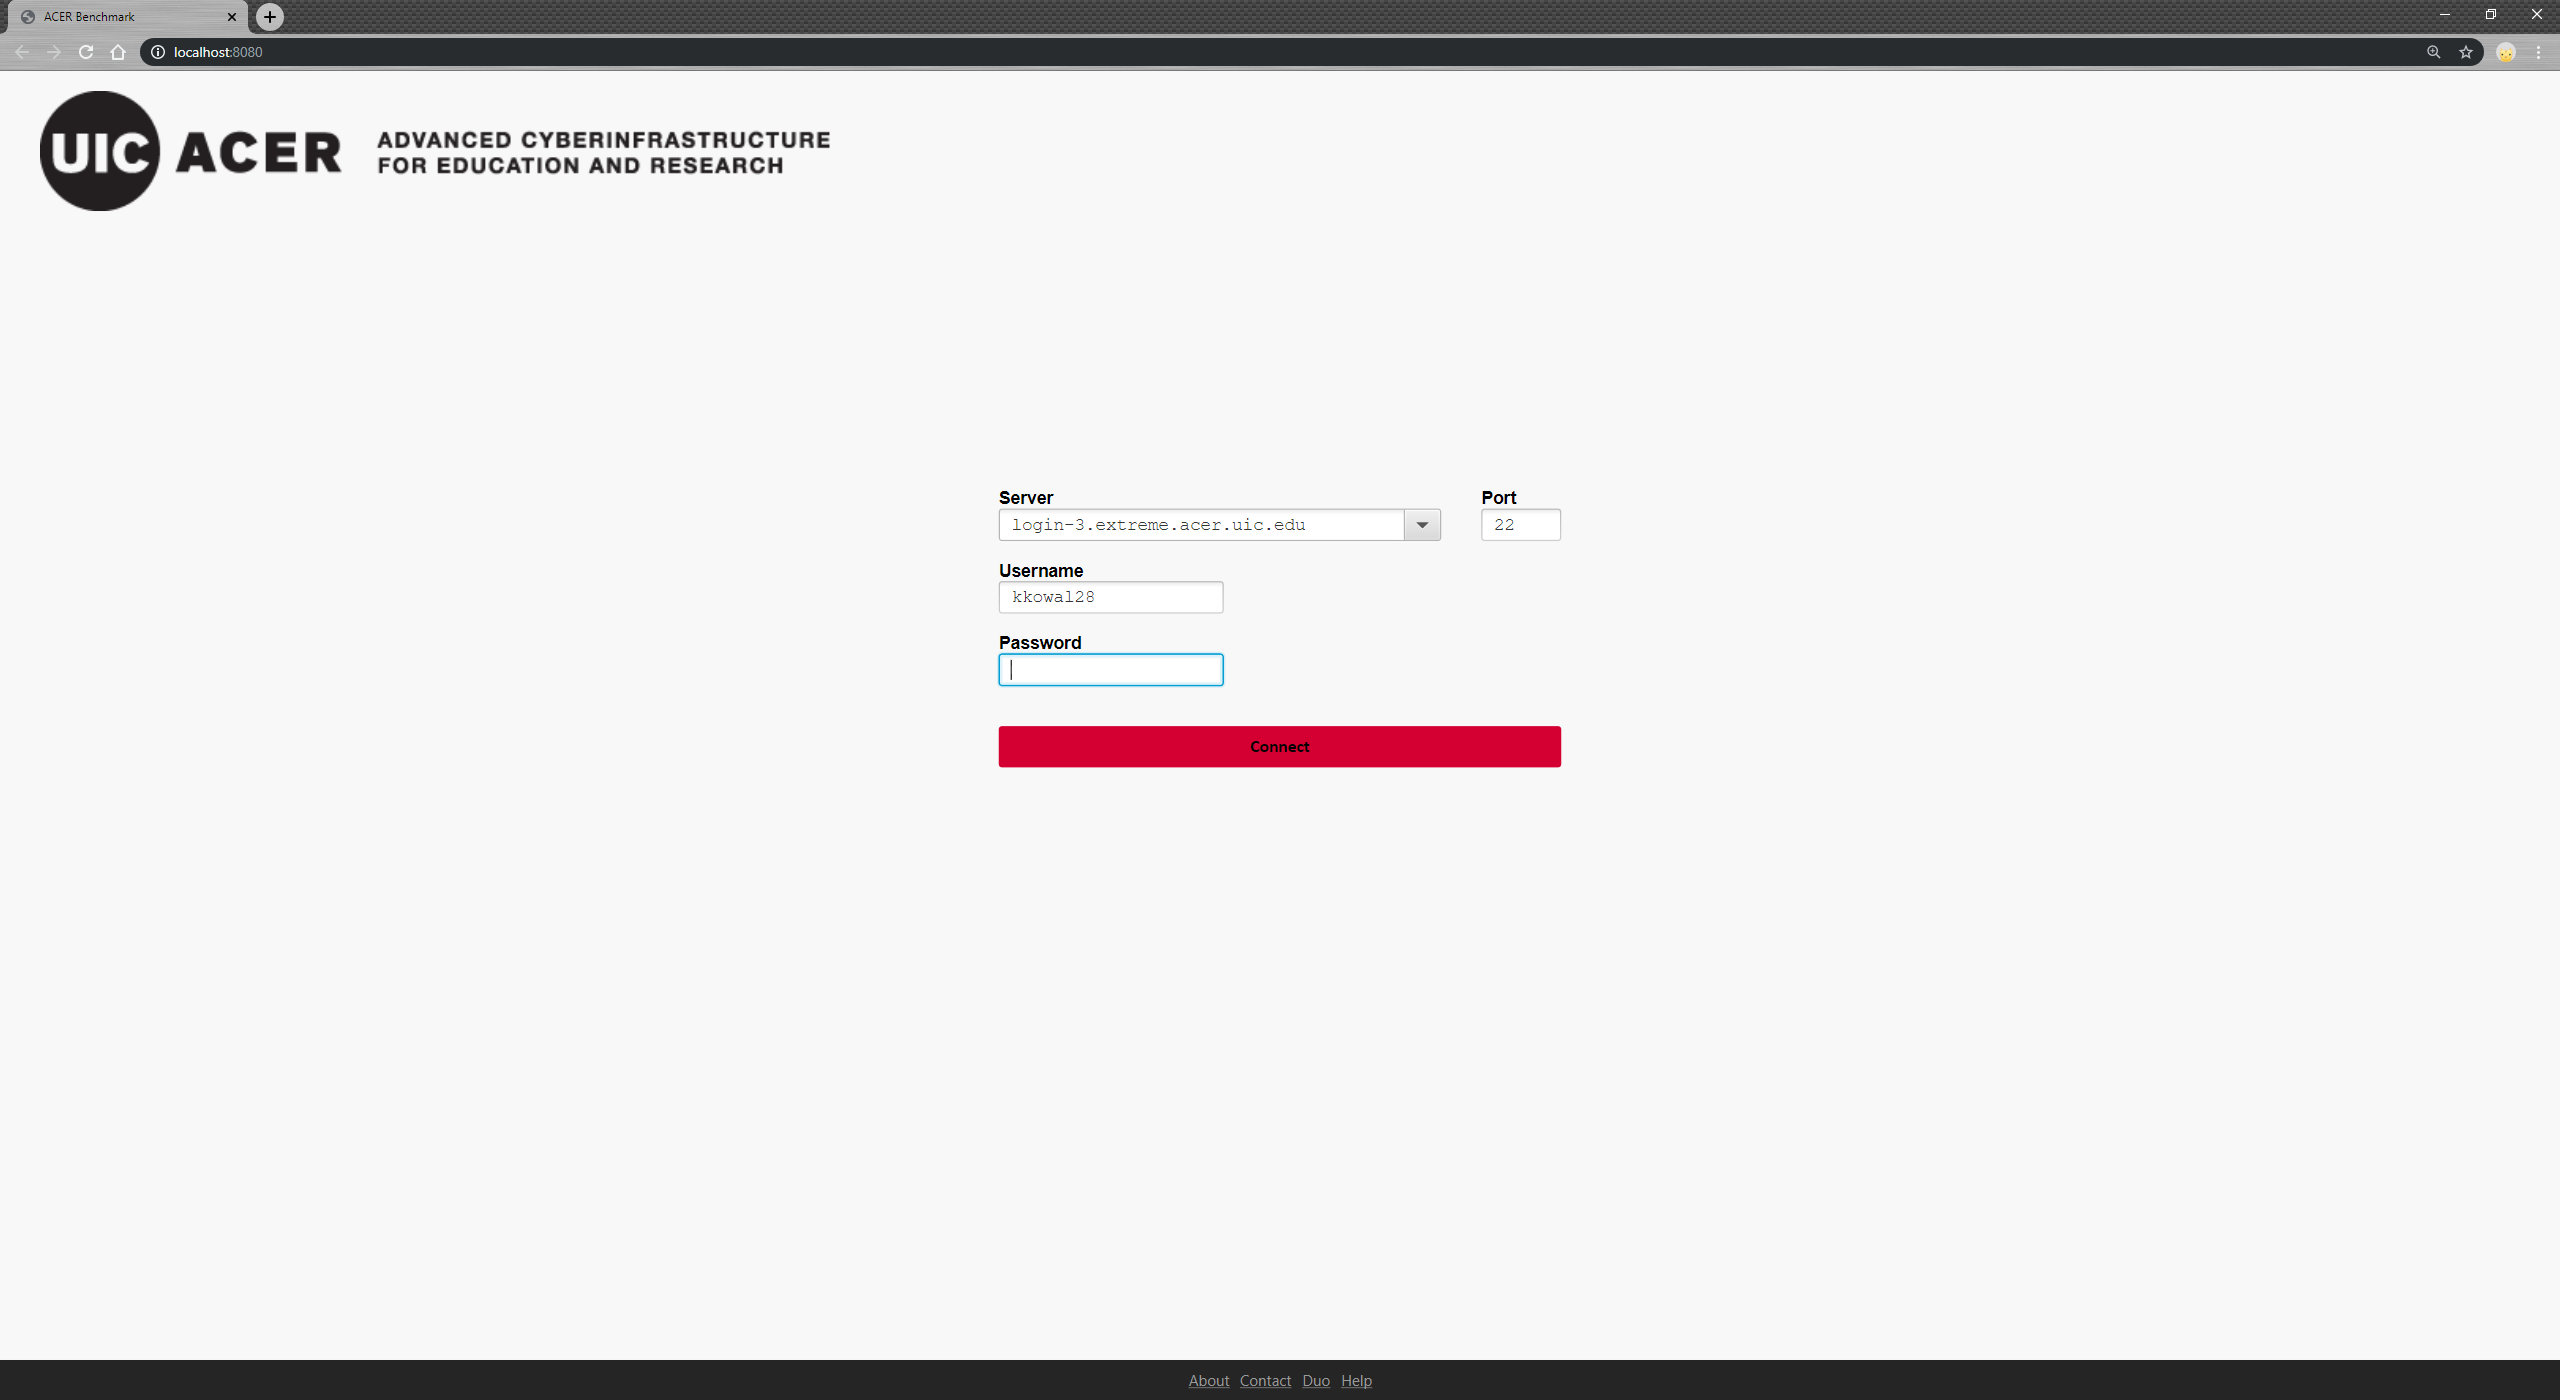 ACER Benchmark
localhost:8080
UIC ACER ADVANCED CYBERINFRASTRUCTURE
FOR EDUCATION AND RESEARCH
Server Port
login-3.extreme.acer.uic.edu 22
Username
kkowal28
Password
Connect
About Contact Duo Help